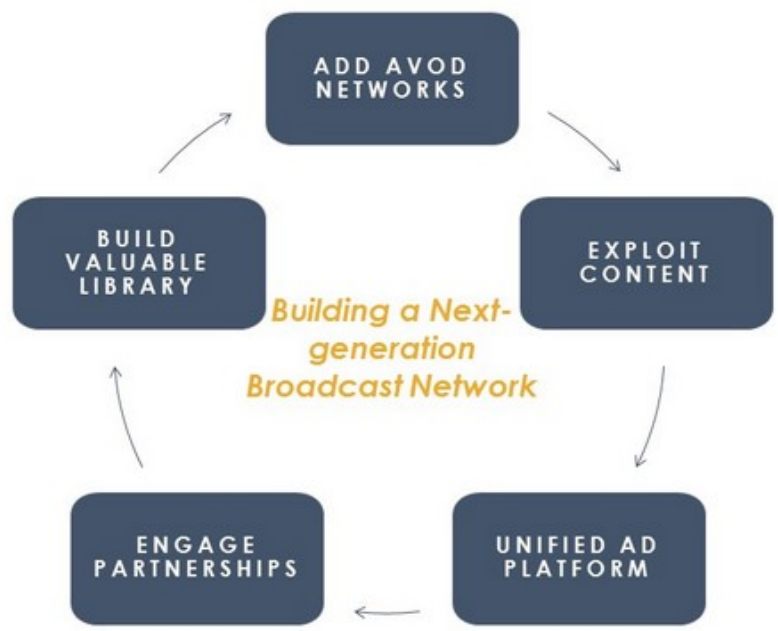 ADD AVOD
NETWORKS
EXPLOIT
CONTENT
UNIFIED AD
PLATFORM
ENGAGE
PARTNERSHIPS
BUILD
VALUABLE
LIBRARY
Building a Next-
generation
Broadcast Network